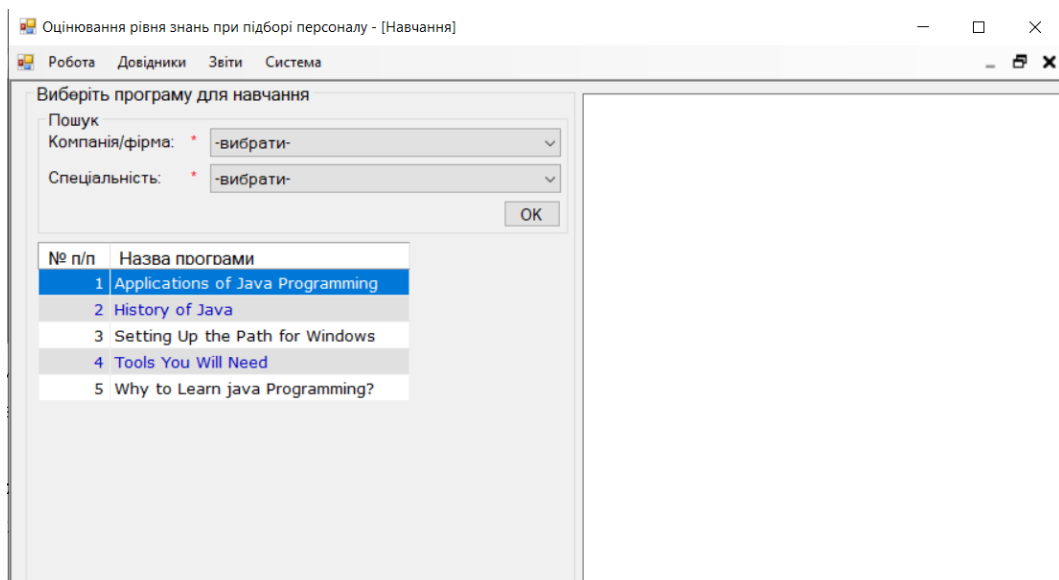 Оцінювання рівня знань при підборі персоналу - [Навчання]
Робота Довідники Звіти Система
Виберіть програму для навчання
Пошук
Компанія/фірма: * -вибрати-
Спеціальність: * -вибрати-
OK
№ п/п Назва програми
1 Applications of Java Programming
2 History of Java
3 Setting Up the Path for Windows
4 Tools You Will Need
5 Why to Learn java Programming?